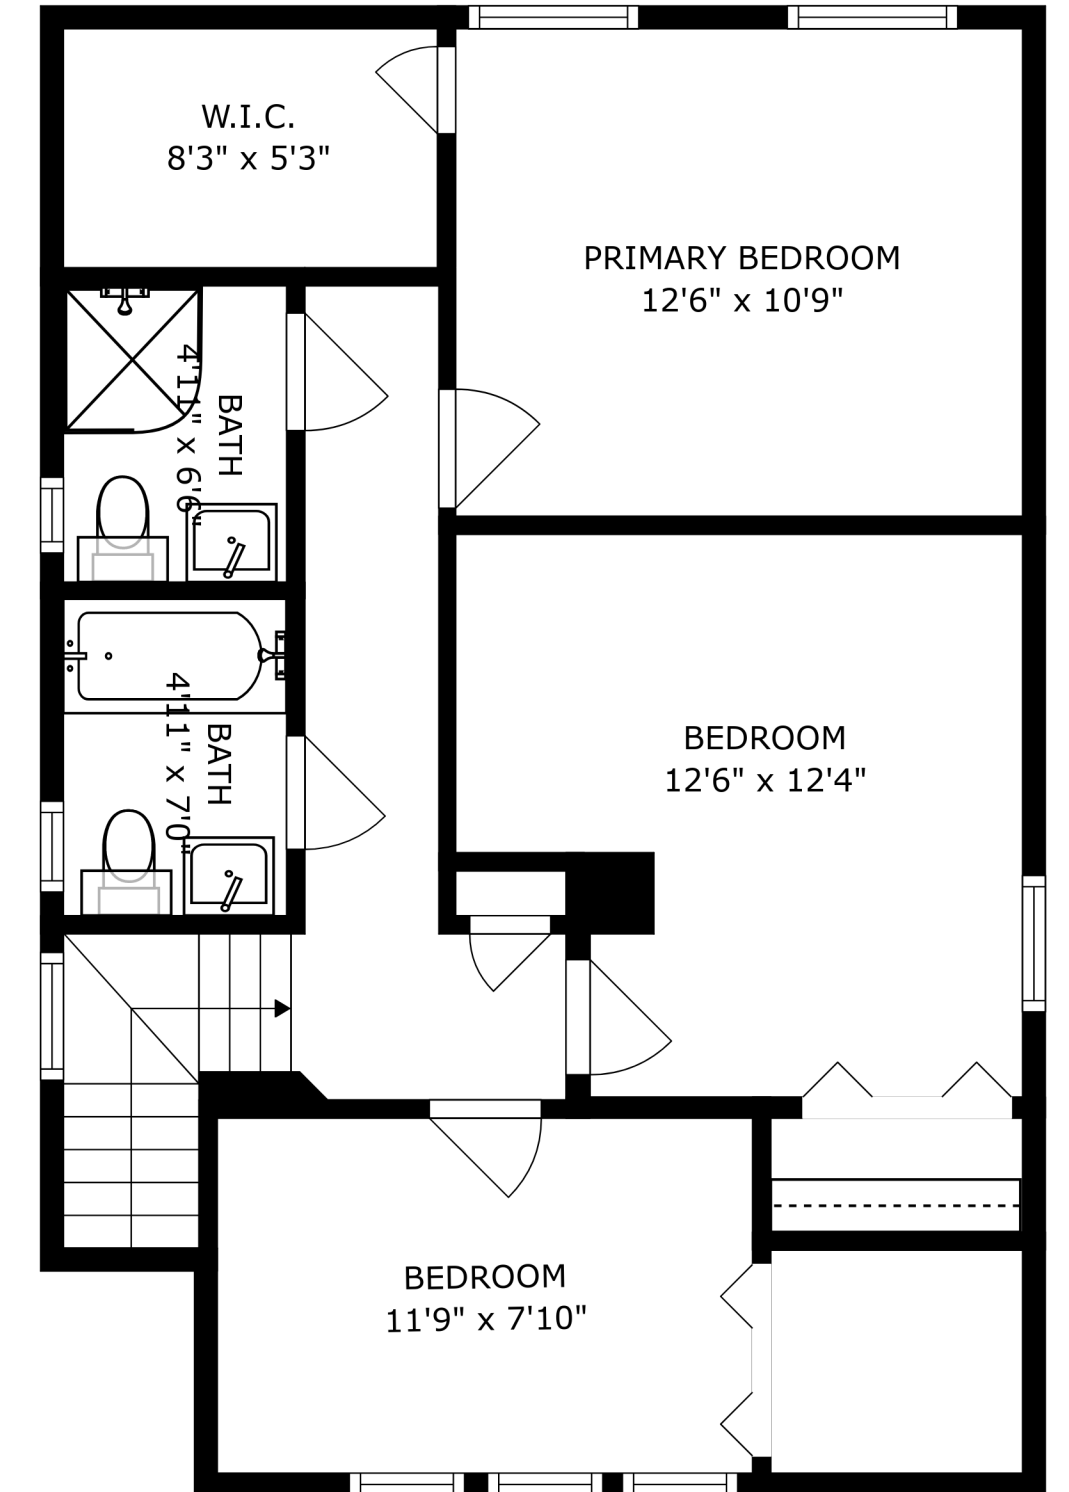 W.I.C.
8'3" x 5'3"
PRIMARY BEDROOM
12'6" x 10'9"
BATH
4'11" x 6'6"
BATH
4'11" x 7'0"
BEDROOM
12'6" x 12'4"
BEDROOM
11'9" x 7'10"